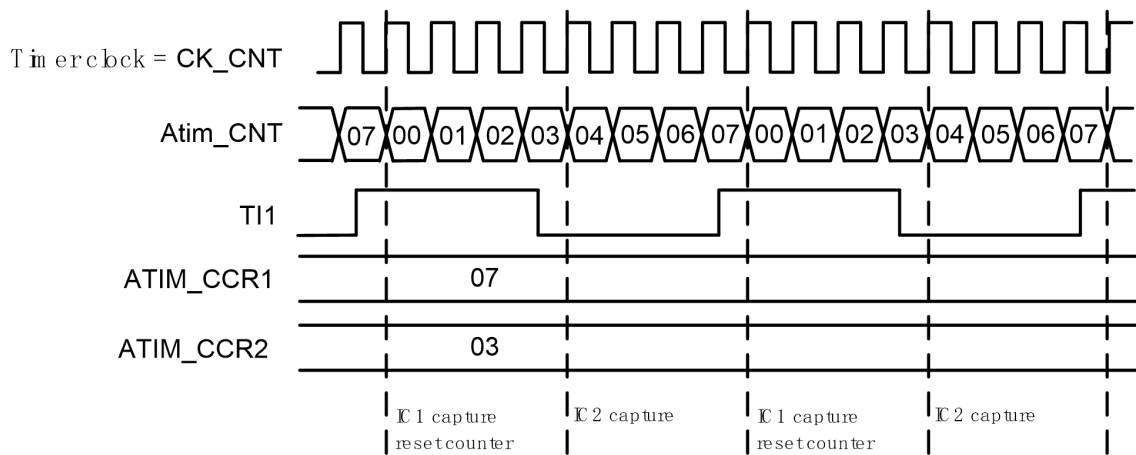 Timer clock = CK_CNT
Atim_CNT 07 00 01 02 03 04 05 06 07 00 01 02 03 04 05 06 07
TI1
ATIM_CCR1 07
ATIM_CCR2 03
IC1 capture IC2 capture IC1 capture IC2 capture
reset counter reset counter